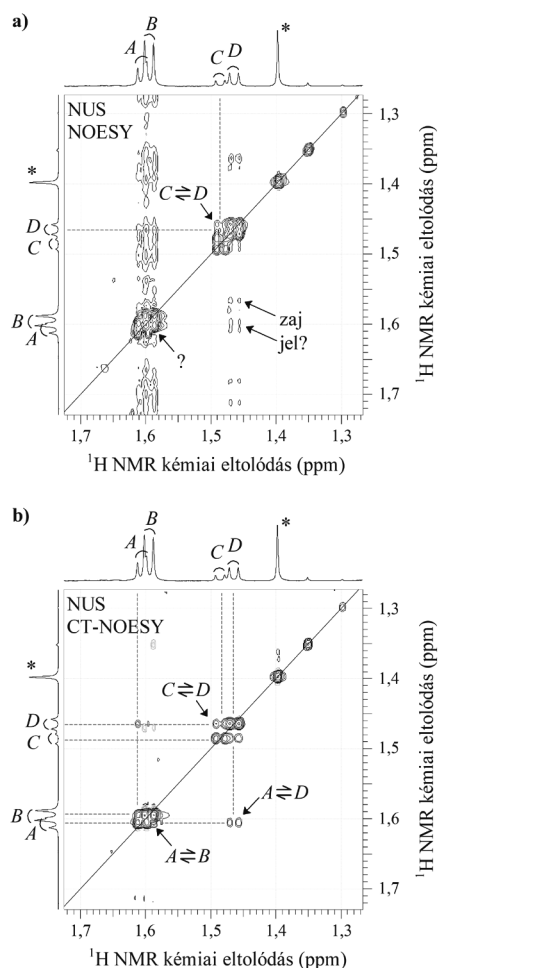 a)
B
A
C
D
*
NUS
NOESY
1,3
*
1,4
C⇌D
D
C
1,5
zaj
B
1,6
A
jel?
?
1,7
1,7 1,6 1,5 1,4 1,3
¹H NMR kémiai eltolódás (ppm)
¹H NMR kémiai eltolódás (ppm)
b)
B
A
C
D
*
NUS
CT-NOESY
1,3
*
1,4
C⇌D
D
C
1,5
A⇌D
B
1,6
A
A⇌B
1,7
1,7 1,6 1,5 1,4 1,3
¹H NMR kémiai eltolódás (ppm)
¹H NMR kémiai eltolódás (ppm)